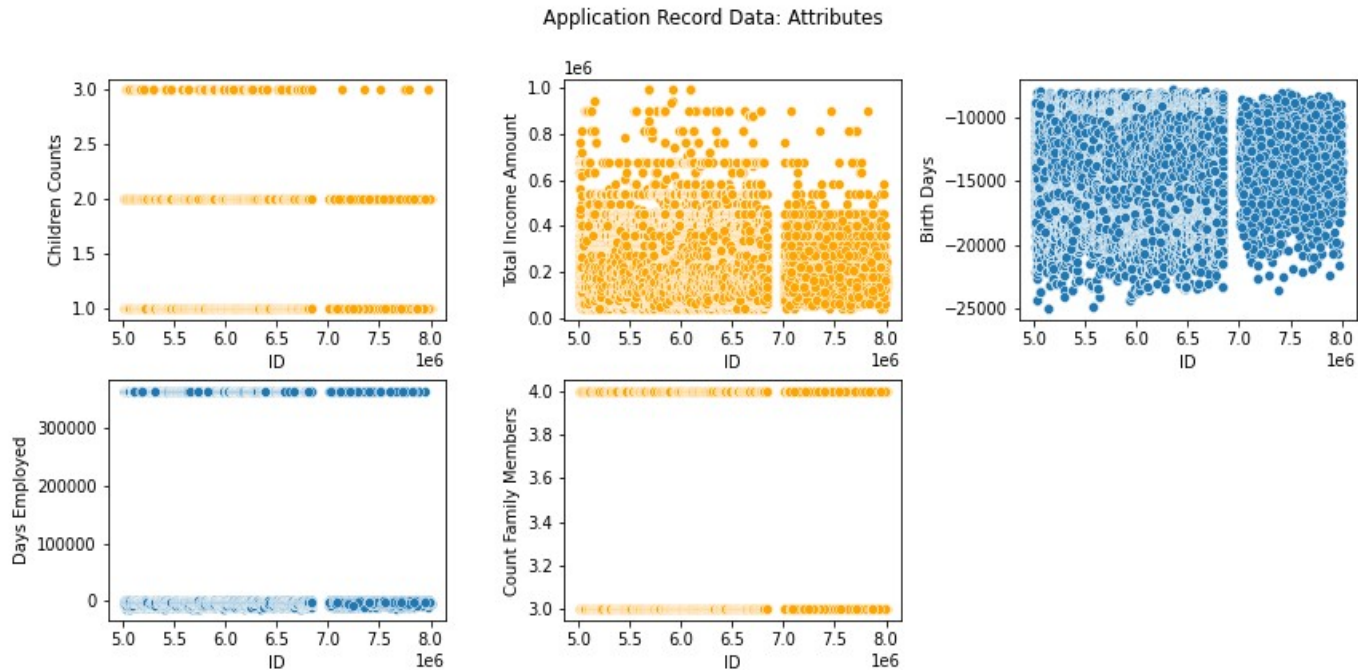 Application Record Data: Attributes
Children Counts
3.0
2.5
2.0
1.5
1.0
5.0 5.5 6.0 6.5 7.0 7.5 8.0
ID
1e6
1e6
Total Income Amount
1.0
0.8
0.6
0.4
0.2
0.0
5.0 5.5 6.0 6.5 7.0 7.5 8.0
ID
1e6
Birth Days
−10000
−15000
−20000
−25000
5.0 5.5 6.0 6.5 7.0 7.5 8.0
ID
1e6
Days Employed
300000
200000
100000
0
5.0 5.5 6.0 6.5 7.0 7.5 8.0
ID
1e6
Count Family Members
4.0
3.8
3.6
3.4
3.2
3.0
5.0 5.5 6.0 6.5 7.0 7.5 8.0
ID
1e6